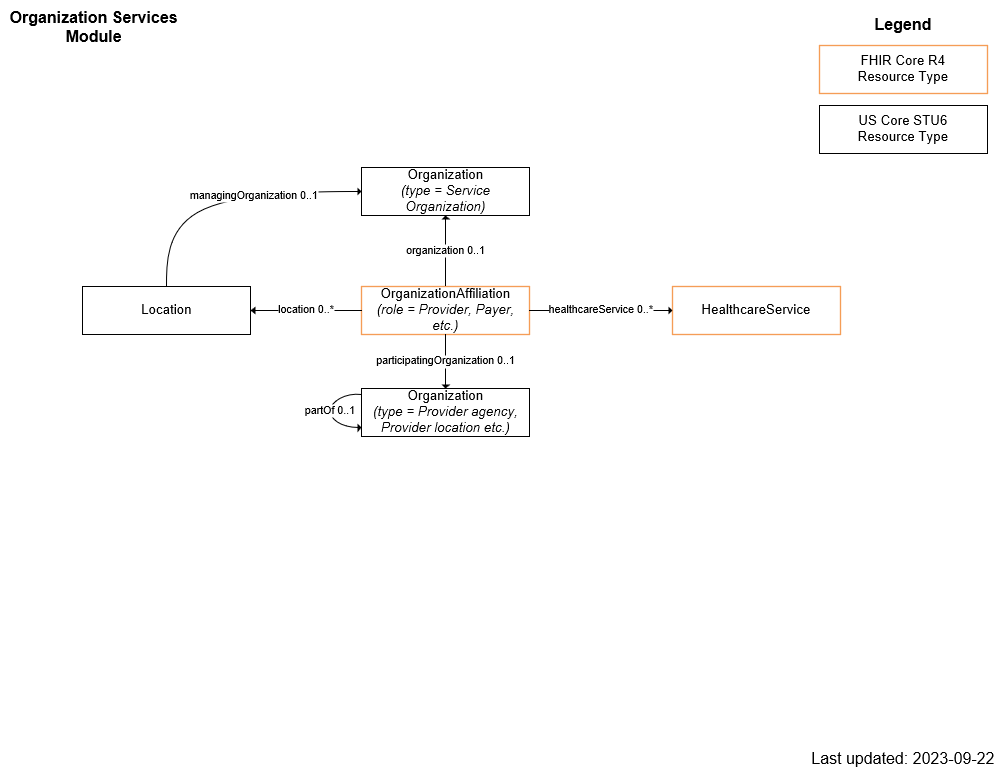 Organization Services
Module
Legend
FHIR Core R4
Resource Type
US Core STU6
Resource Type
Organization
(type = Service
Organization)
managingOrganization 0..1
organization 0..1
Location
location 0..*
OrganizationAffiliation
(role = Provider, Payer,
etc.)
healthcareService 0..*
HealthcareService
participatingOrganization 0..1
Organization
(type = Provider agency,
Provider location etc.)
partOf 0..1
Last updated: 2023-09-22